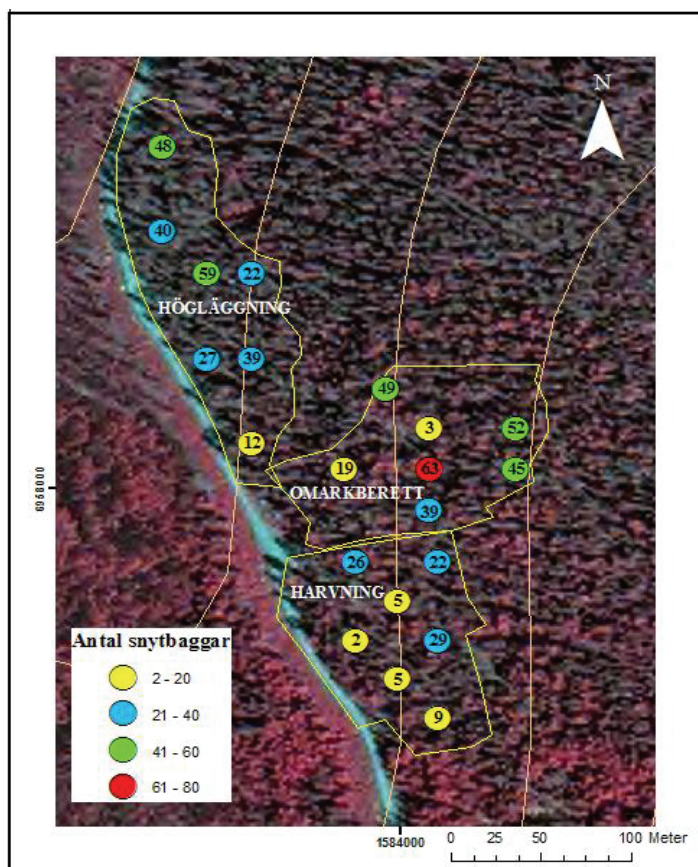 N
48
40
59 22
HÖGLÄGGNING
27 39
49
3 52
12
19 63 45
OMARKBERETT
39
26 22
HARVNING
5
2 29
5
9
6968000
Antal snytbaggar
2 - 20
21 - 40
41 - 60
61 - 80
1584000
0 25 50 100 Meter